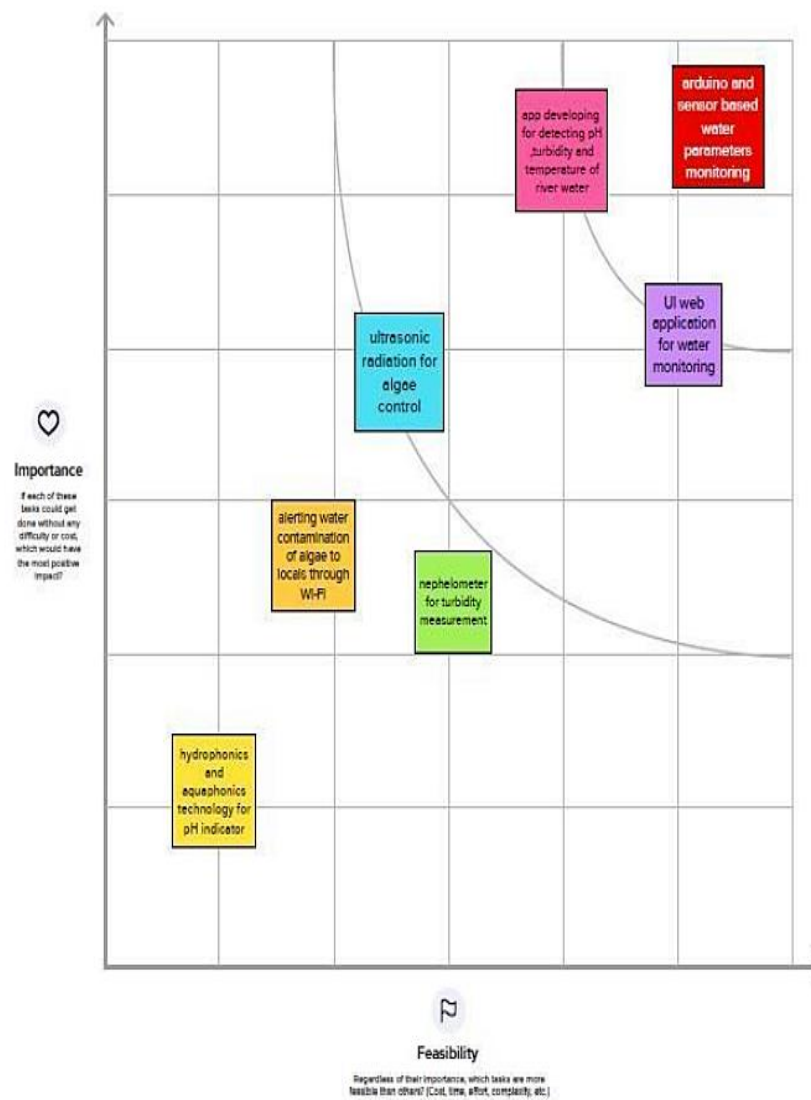 arduino and
sensor based
water
parameters
monitoring
app developing
for detecting pH
,turbidity and
temperature of
river water
UI web
application
for water
monitoring
ultrasonic
radiation for
algae
control
alerting water
contamination
of algae to
locals through
Wi-Fi
nephelometer
for turbidity
measurement
hydrophonics
and
aquaphonics
technology for
pH indicator
Importance
If each of these
tasks could get
done without any
difficulty or cost,
which would have
the most positive
impact?
Feasibility
Regardless of their importance, which tasks are more
feasible than others? (Cost, time, effort, complexity, etc.)